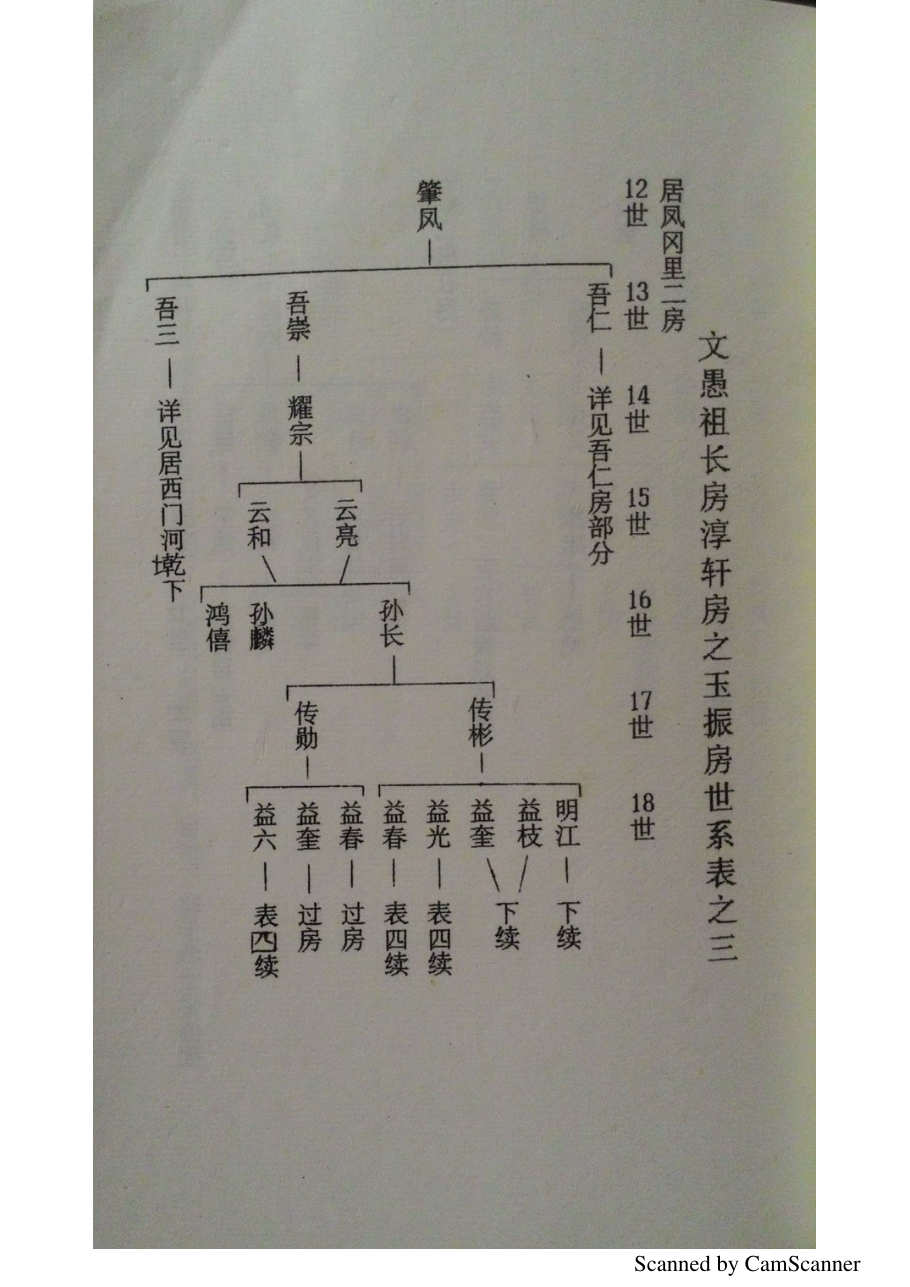 文愚祖长房淳轩房之玉振房世系表之三
居凤冈里二房
12世 13世 14世 15世 16世 17世 18世
肇凤
吾仁 — 详见吾仁房部分
吾崇
吾三 — 详见居西门河墘下
耀宗
云亮
云和
孙长
孙麟
鸿僖
传彬
传勋
明江 — 下续
益枝
益奎
下续
益光 — 表四续
益春 — 表四续
益春 — 过房
益奎 — 过房
益六 — 表四续
Scanned by CamScanner